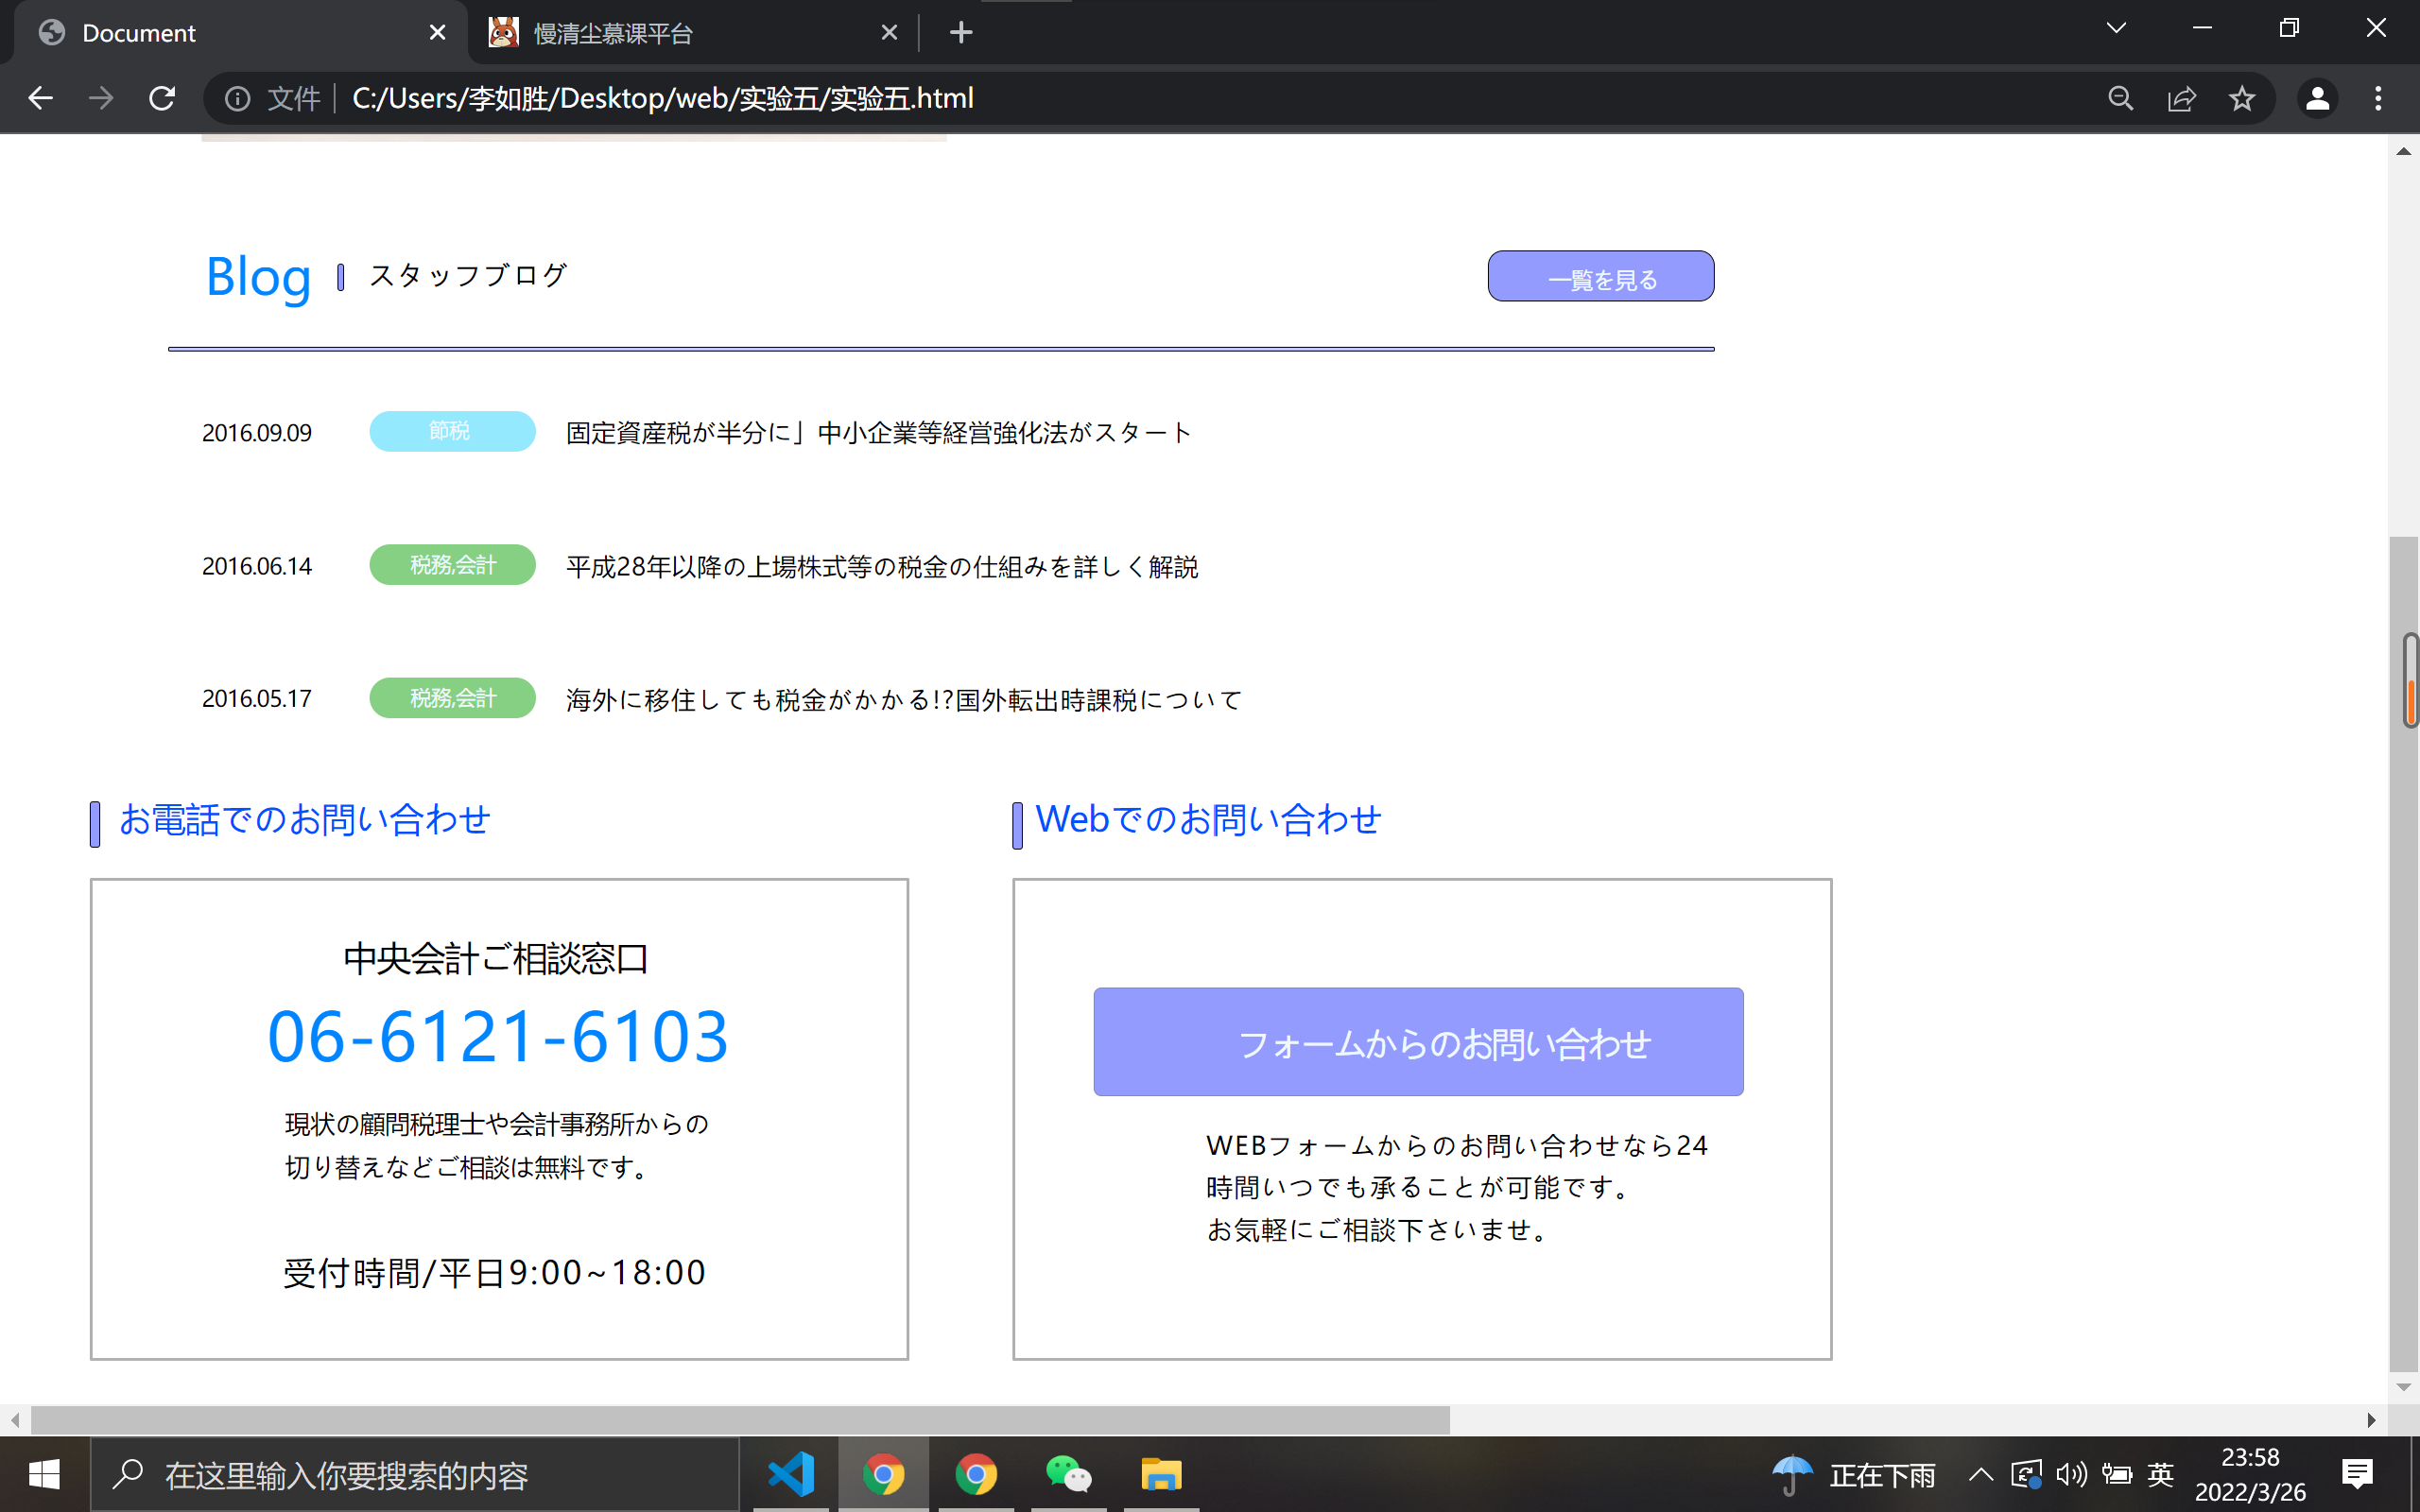 Document
慢清尘慕课平台
文件
C:/Users/李如胜/Desktop/web/实验五/实验五.html
Blog
スタッフブログ
一覧を見る
2016.09.09 節税 固定資産税が半分に」中小企業等経営強化法がスタート
2016.06.14 税務,会計 平成28年以降の上場株式等の税金の仕組みを詳しく解説
2016.05.17 税務,会計 海外に移住しても税金がかかる!?国外転出時課税について
お電話でのお問い合わせ
中央会計ご相談窓口
06-6121-6103
現状の顧問税理士や会計事務所からの
切り替えなどご相談は無料です。
受付時間/平日9:00~18:00
Webでのお問い合わせ
フォームからのお問い合わせ
WEBフォームからのお問い合わせなら24
時間いつでも承ることが可能です。
お気軽にご相談下さいませ。
在这里输入你要搜索的内容
正在下雨
英
23:58
2022/3/26